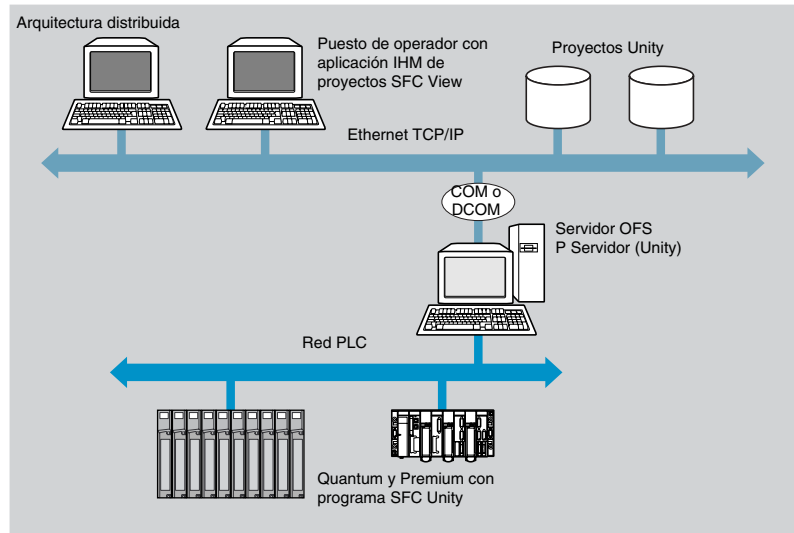 Arquitectura distribuida
Puesto de operador con
aplicación IHM de
proyectos SFC View
Proyectos Unity
Ethernet TCP/IP
COM o
DCOM
Servidor OFS
P Servidor (Unity)
Red PLC
Quantum y Premium con
programa SFC Unity